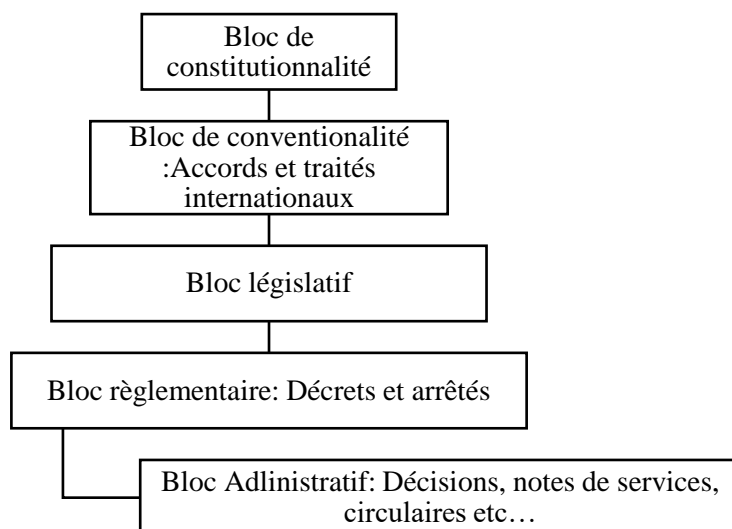 Bloc de
constitutionnalité
Bloc de conventionalité
:Accords et traités
internationaux
Bloc législatif
Bloc règlementaire: Décrets et arrêtés
Bloc Adlinistratif: Décisions, notes de services,
circulaires etc…